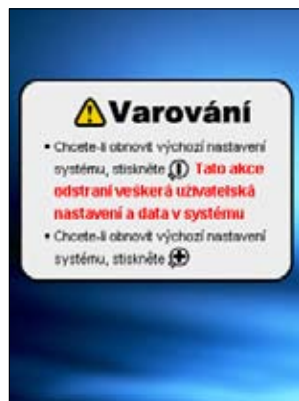 Varování
• Chcete-li obnovit výchozí nastavení
systému, stiskněte Tato akce
odstraní veškerá uživatelská
nastavení a data v systému
• Chcete-li obnovit výchozí nastavení
systému, stiskněte